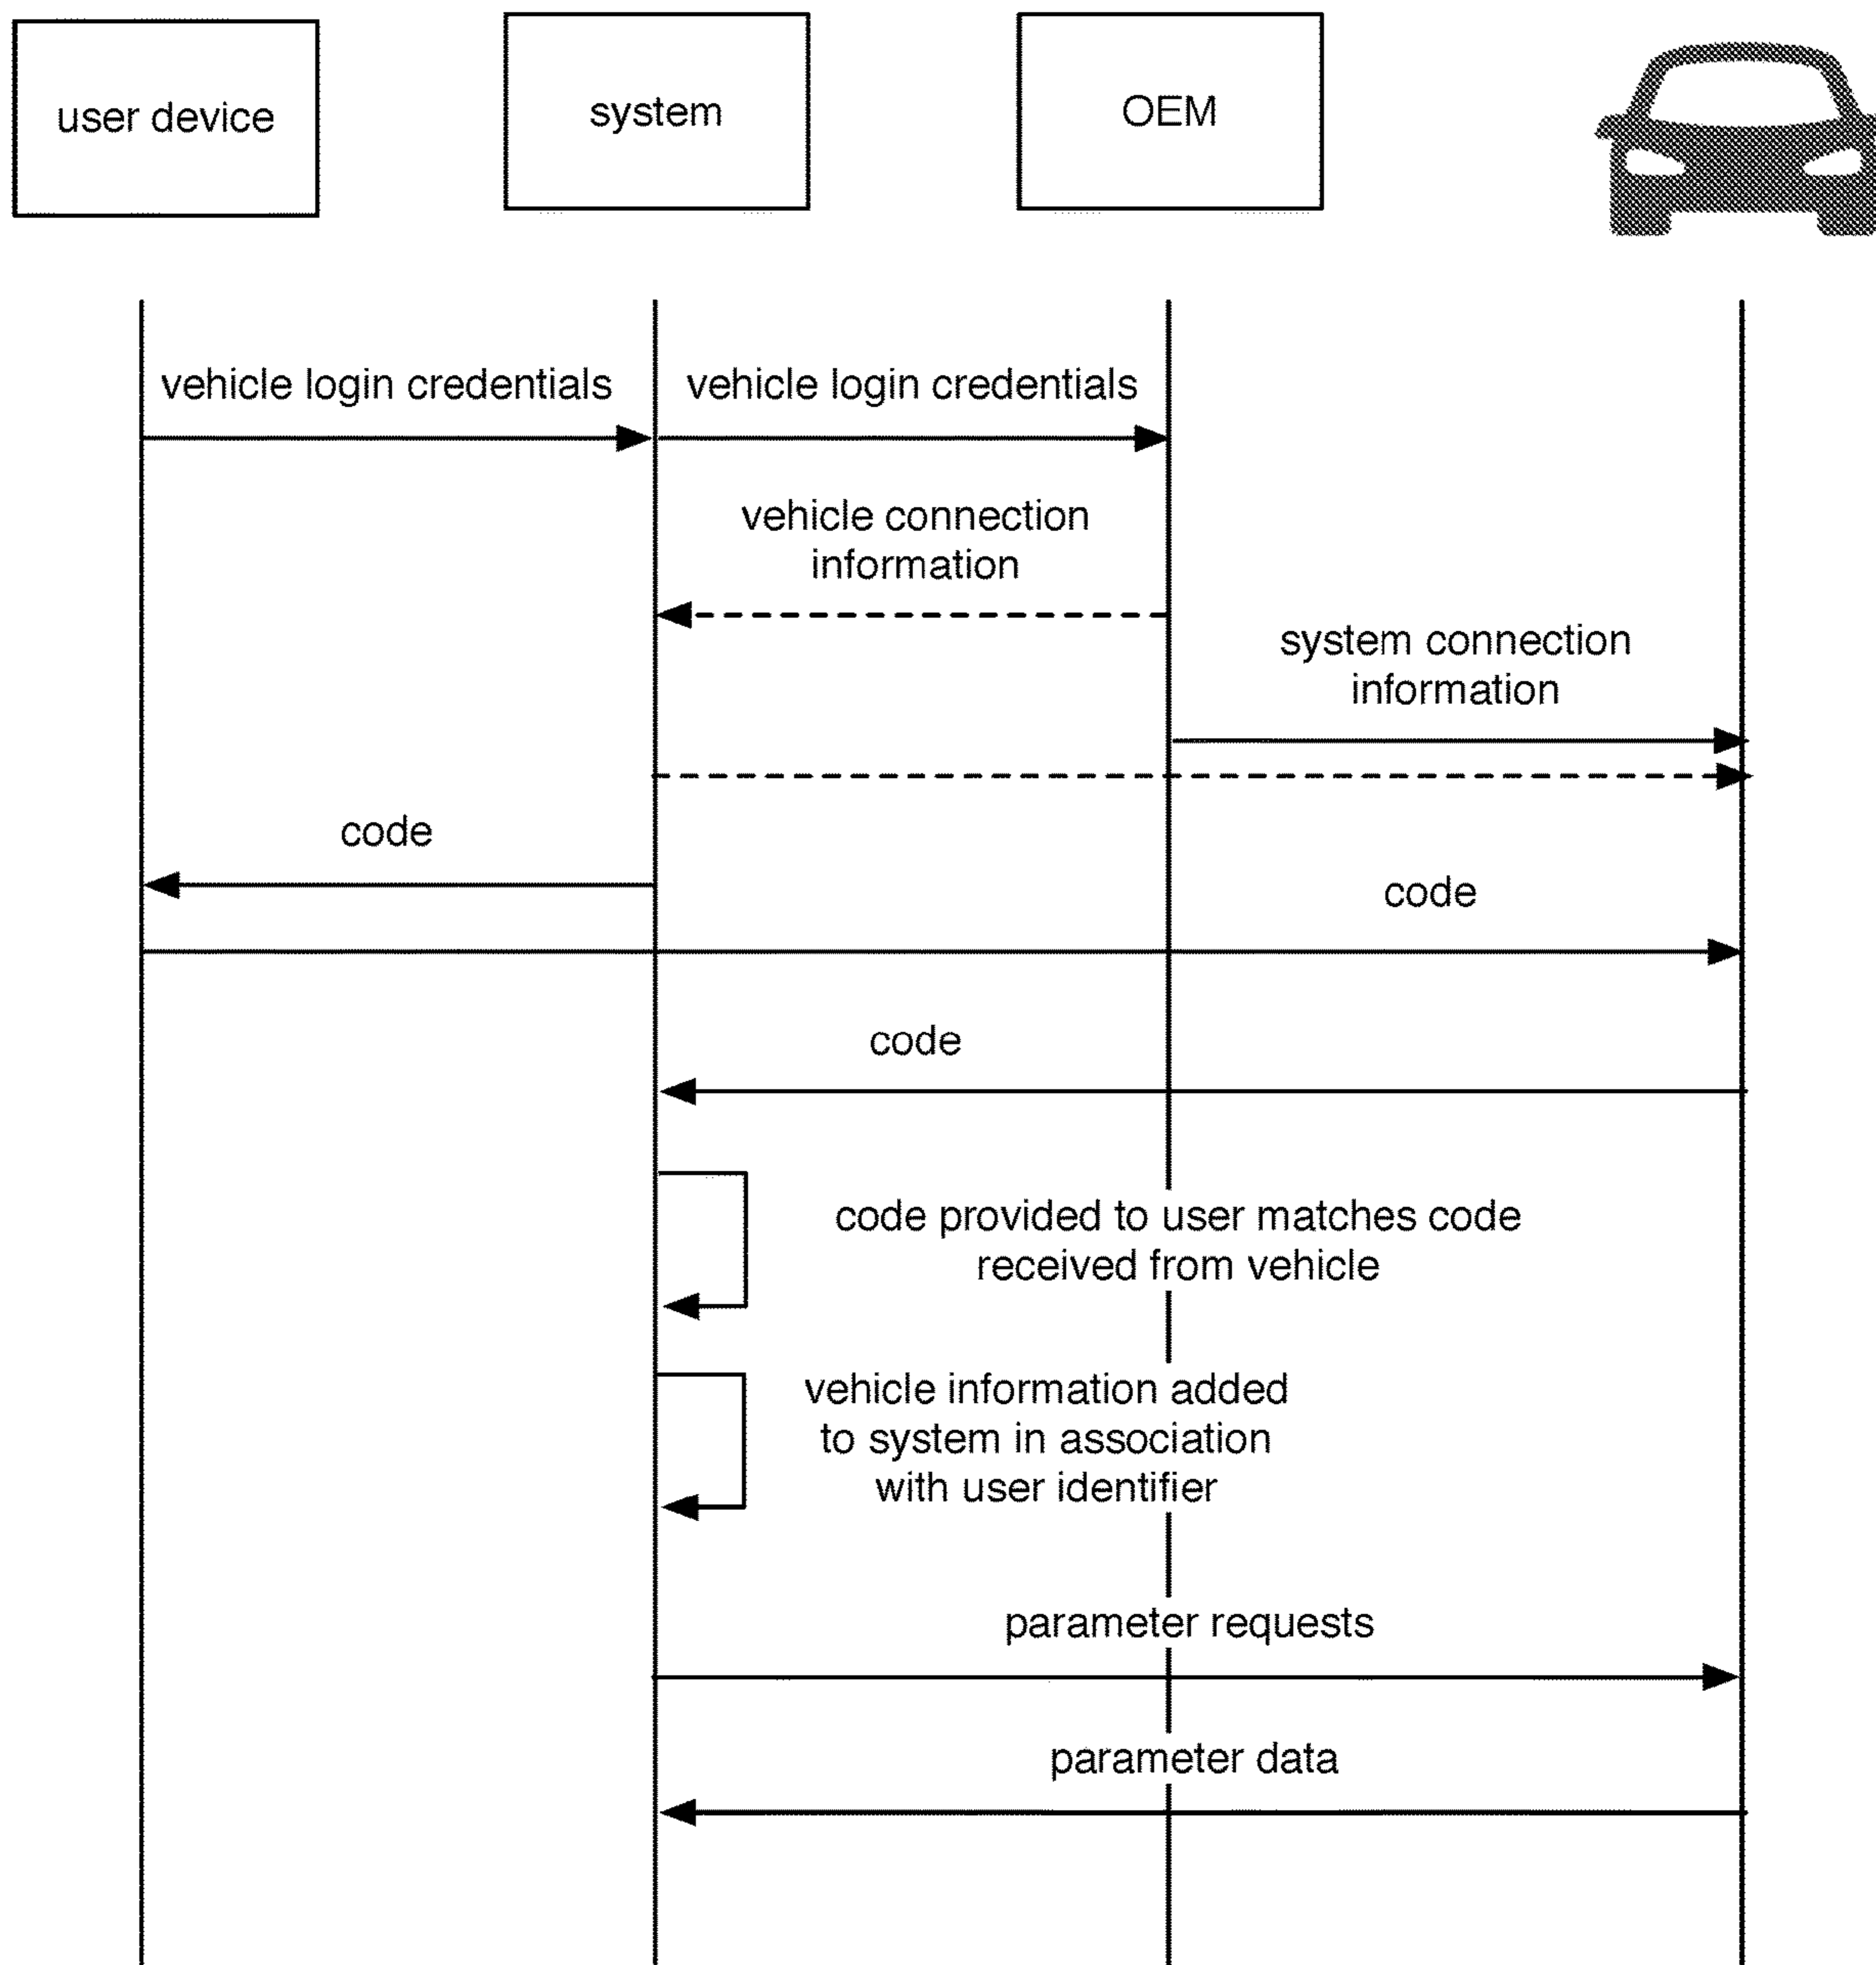 user device
system
OEM
vehicle login credentials
vehicle login credentials
vehicle connection
information
system connection
information
code
code
code
code provided to user matches code
received from vehicle
vehicle information added
to system in association
with user identifier
parameter requests
parameter data